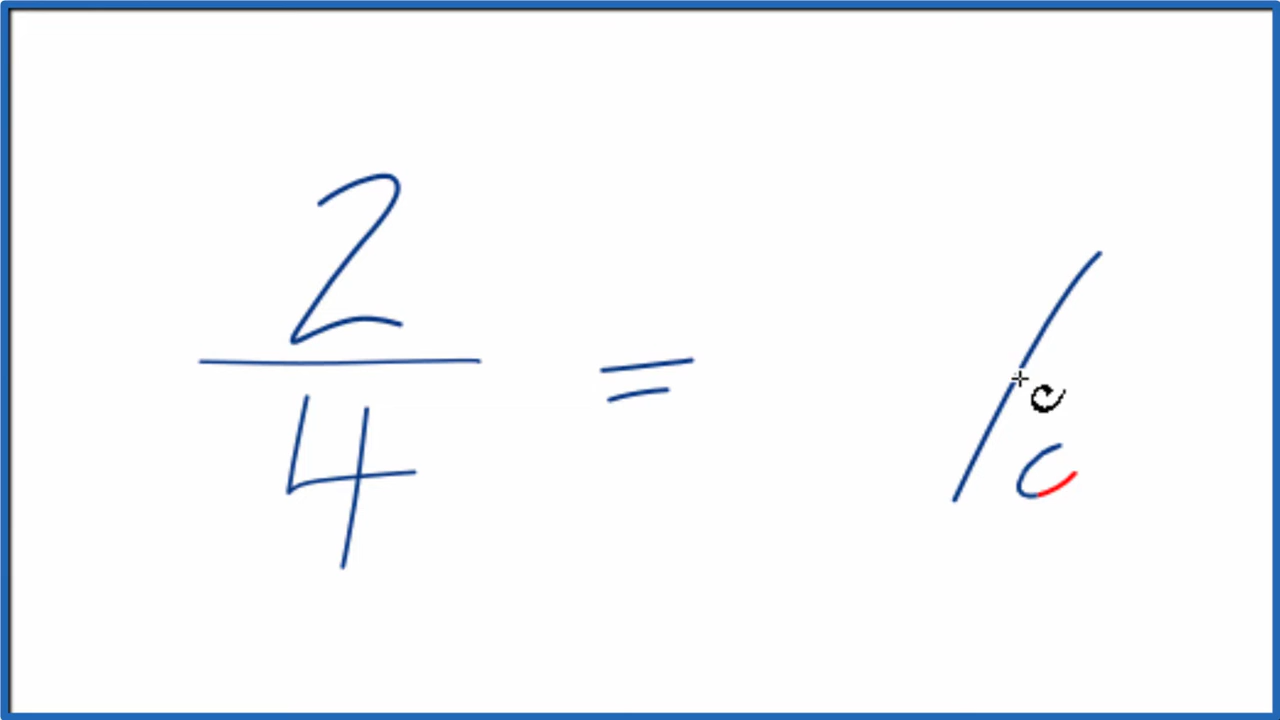 2/4 =